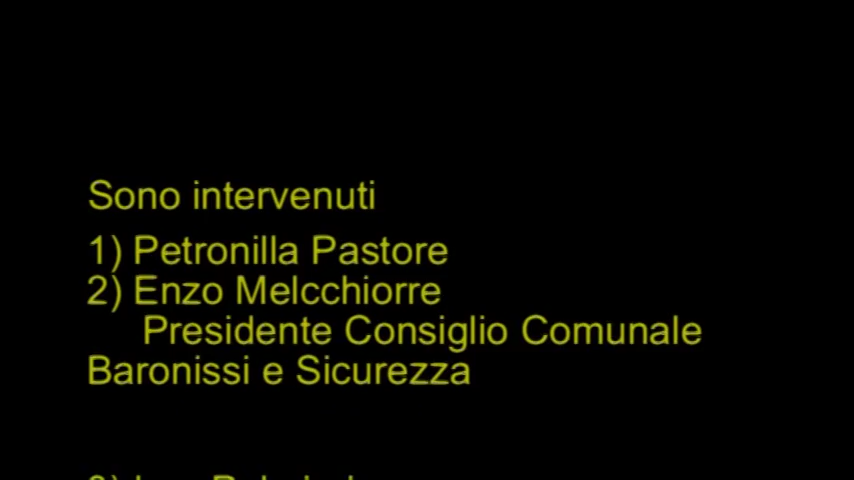 Sono intervenuti
1) Petronilla Pastore
2) Enzo Melcchiorre
Presidente Consiglio Comunale
Baronissi e Sicurezza